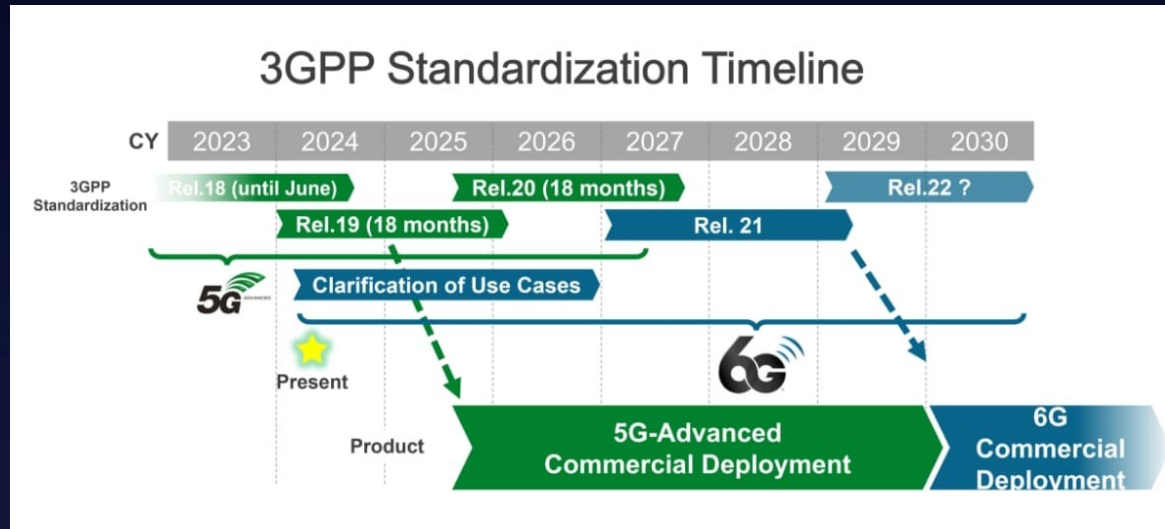 3GPP Standardization Timeline
CY 2023 2024 2025 2026 2027 2028 2029 2030
3GPP
Standardization
Rel.18 (until June)
Rel.20 (18 months)
Rel.22 ?
Rel.19 (18 months)
Rel. 21
5G ADVANCED
Clarification of Use Cases
6G
Present
Product
5G-Advanced
Commercial Deployment
6G
Commercial
Deployment